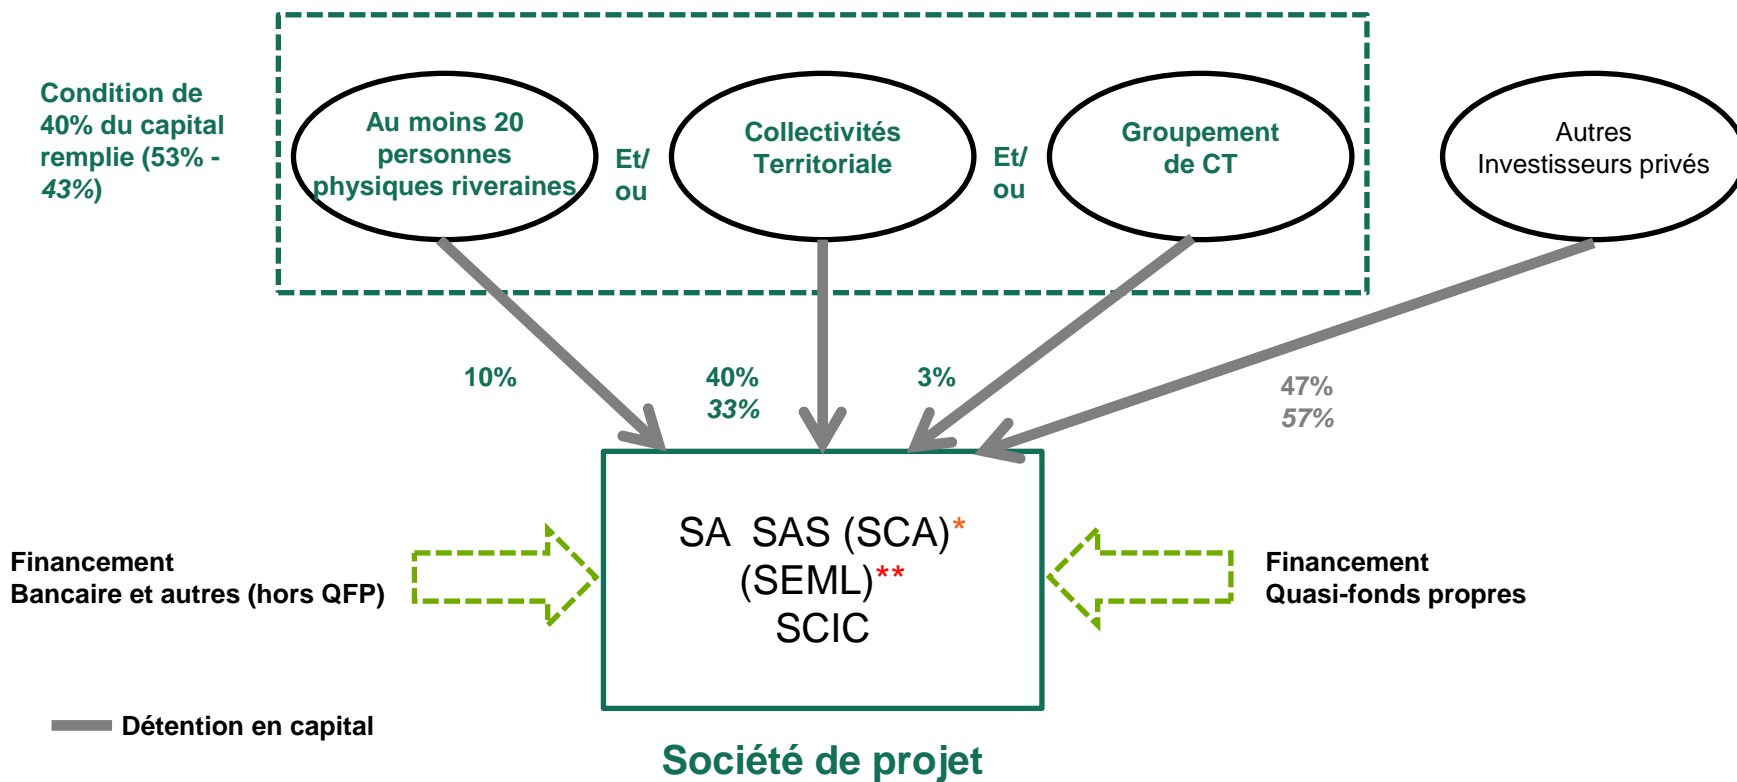 Condition de
40% du capital
remplie (53% -
43%)
Au moins 20
personnes
physiques riveraines
Et/
ou
Collectivités
Territoriale
Et/
ou
Groupement
de CT
Autres
Investisseurs privés
10%
40%
33%
3%
47%
57%
Financement
Bancaire et autres (hors QFP)
SA SAS (SCA)*
(SEML)**
SCIC
Financement
Quasi-fonds propres
Détention en capital
Société de projet